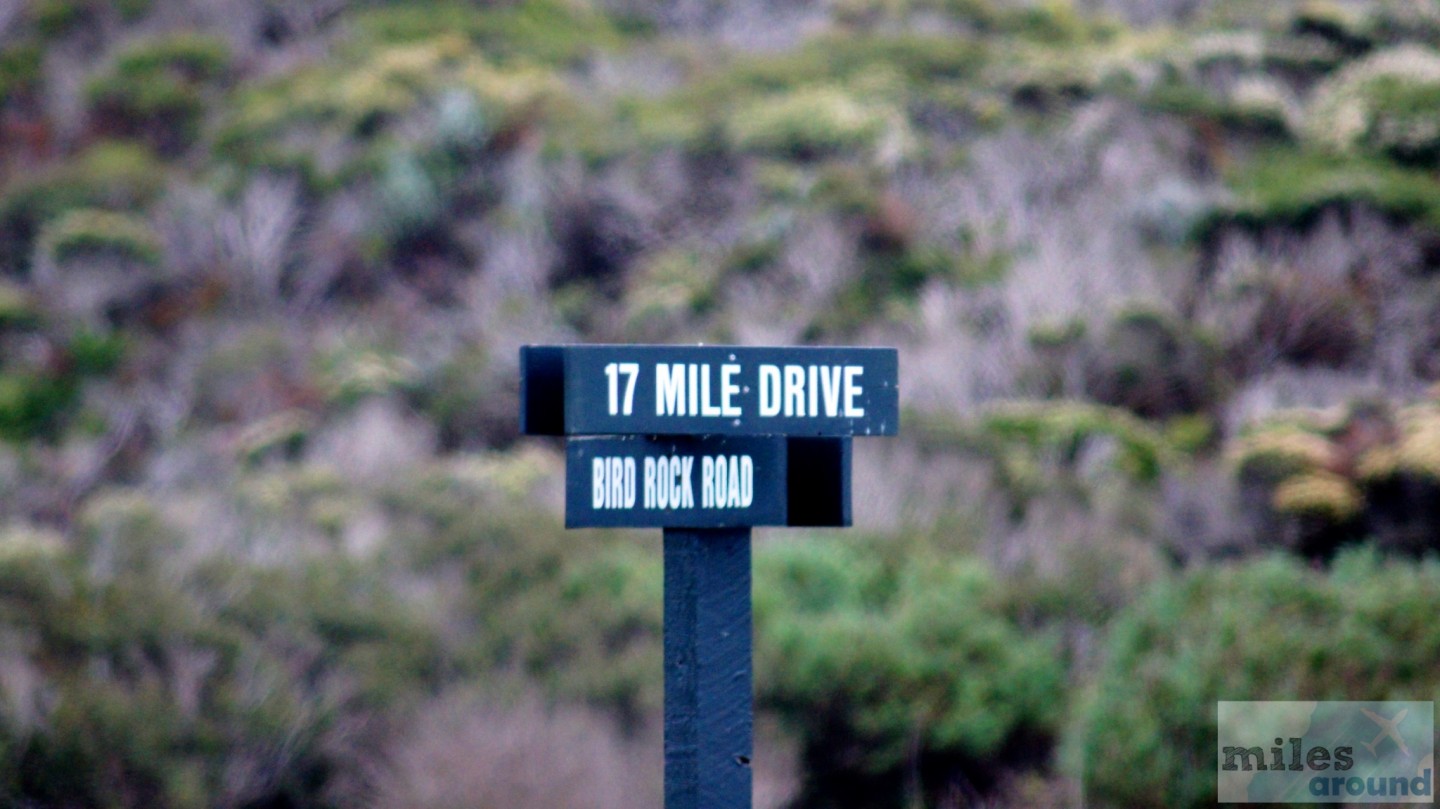 17 MILE DRIVE
BIRD ROCK ROAD
miles
around